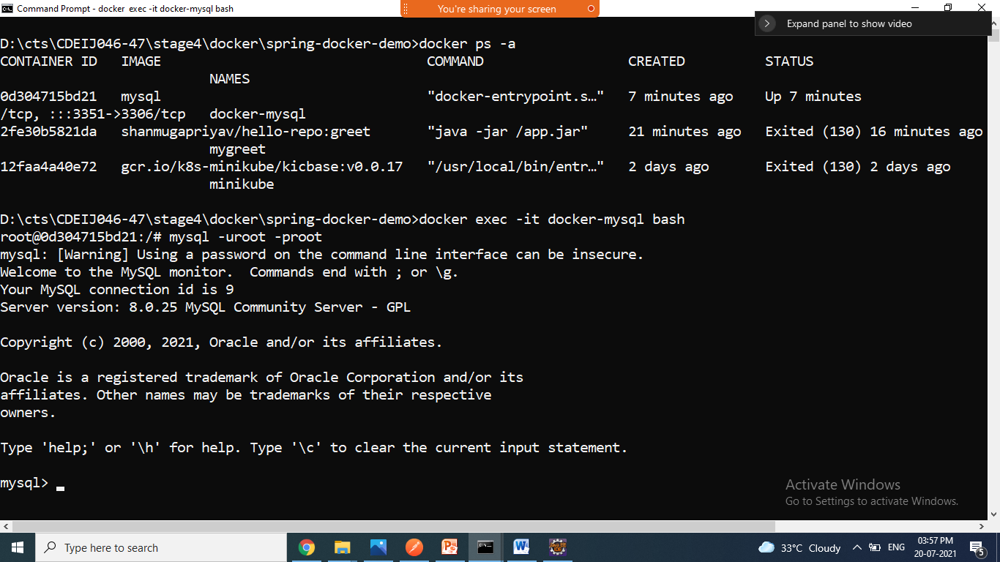 Command Prompt - docker exec -it docker-mysql bash
You're sharing your screen
Expand panel to show video
D:\cts\CDEIJ046-47\stage4\docker\spring-docker-demo>docker ps -a
CONTAINER ID IMAGE COMMAND CREATED STATUS
NAMES
0d304715bd21 mysql "docker-entrypoint.s…" 7 minutes ago Up 7 minutes
/tcp, :::3351->3306/tcp docker-mysql
2fe30b5821da shanmugapriyav/hello-repo:greet "java -jar /app.jar" 21 minutes ago Exited (130) 16 minutes ago
mygreet
12faa4a40e72 gcr.io/k8s-minikube/kicbase:v0.0.17 "/usr/local/bin/entr…" 2 days ago Exited (130) 2 days ago
minikube
D:\cts\CDEIJ046-47\stage4\docker\spring-docker-demo>docker exec -it docker-mysql bash
root@0d304715bd21:/# mysql -uroot -proot
mysql: [Warning] Using a password on the command line interface can be insecure.
Welcome to the MySQL monitor. Commands end with ; or \g.
Your MySQL connection id is 9
Server version: 8.0.25 MySQL Community Server - GPL
Copyright (c) 2000, 2021, Oracle and/or its affiliates.
Oracle is a registered trademark of Oracle Corporation and/or its
affiliates. Other names may be trademarks of their respective
owners.
Type 'help;' or '\h' for help. Type '\c' to clear the current input statement.
mysql>
Activate Windows
Go to Settings to activate Windows.
Type here to search
33°C Cloudy
ENG
03:57 PM
20-07-2021
5